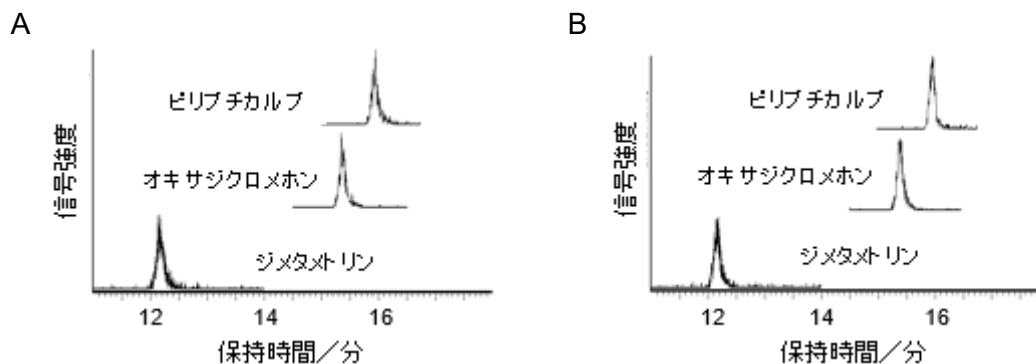 A
ピリブチカルブ
オキサジクロメホン
ジメタメトリン
信号強度
12 14 16
保持時間／分
B
ピリブチカルブ
オキサジクロメホン
ジメタメトリン
信号強度
12 14 16
保持時間／分